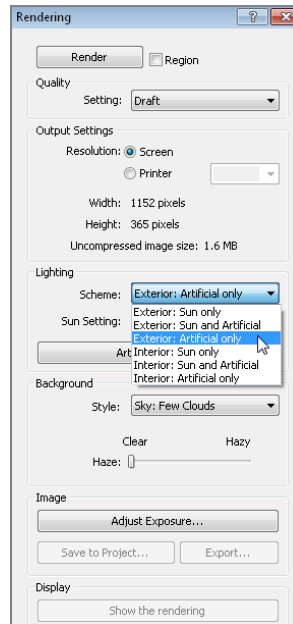 Rendering
Render Region
Quality
Setting: Draft
Output Settings
Resolution: Screen
Printer
Width: 1152 pixels
Height: 365 pixels
Uncompressed image size: 1.6 MB
Lighting
Scheme: Exterior: Artificial only
Sun Setting:
Exterior: Sun only
Exterior: Sun and Artificial
Exterior: Artificial only
Interior: Sun only
Interior: Sun and Artificial
Interior: Artificial only
Art
Background
Style: Sky: Few Clouds
Clear Hazy
Haze:
Image
Adjust Exposure...
Save to Project... Export...
Display
Show the rendering